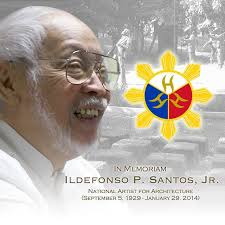 IN MEMORIAM
ILDEFONSO P. SANTOS, JR.
NATIONAL ARTIST FOR ARCHITECTURE
(SEPTEMBER 5, 1929 - JANUARY 29, 2014)